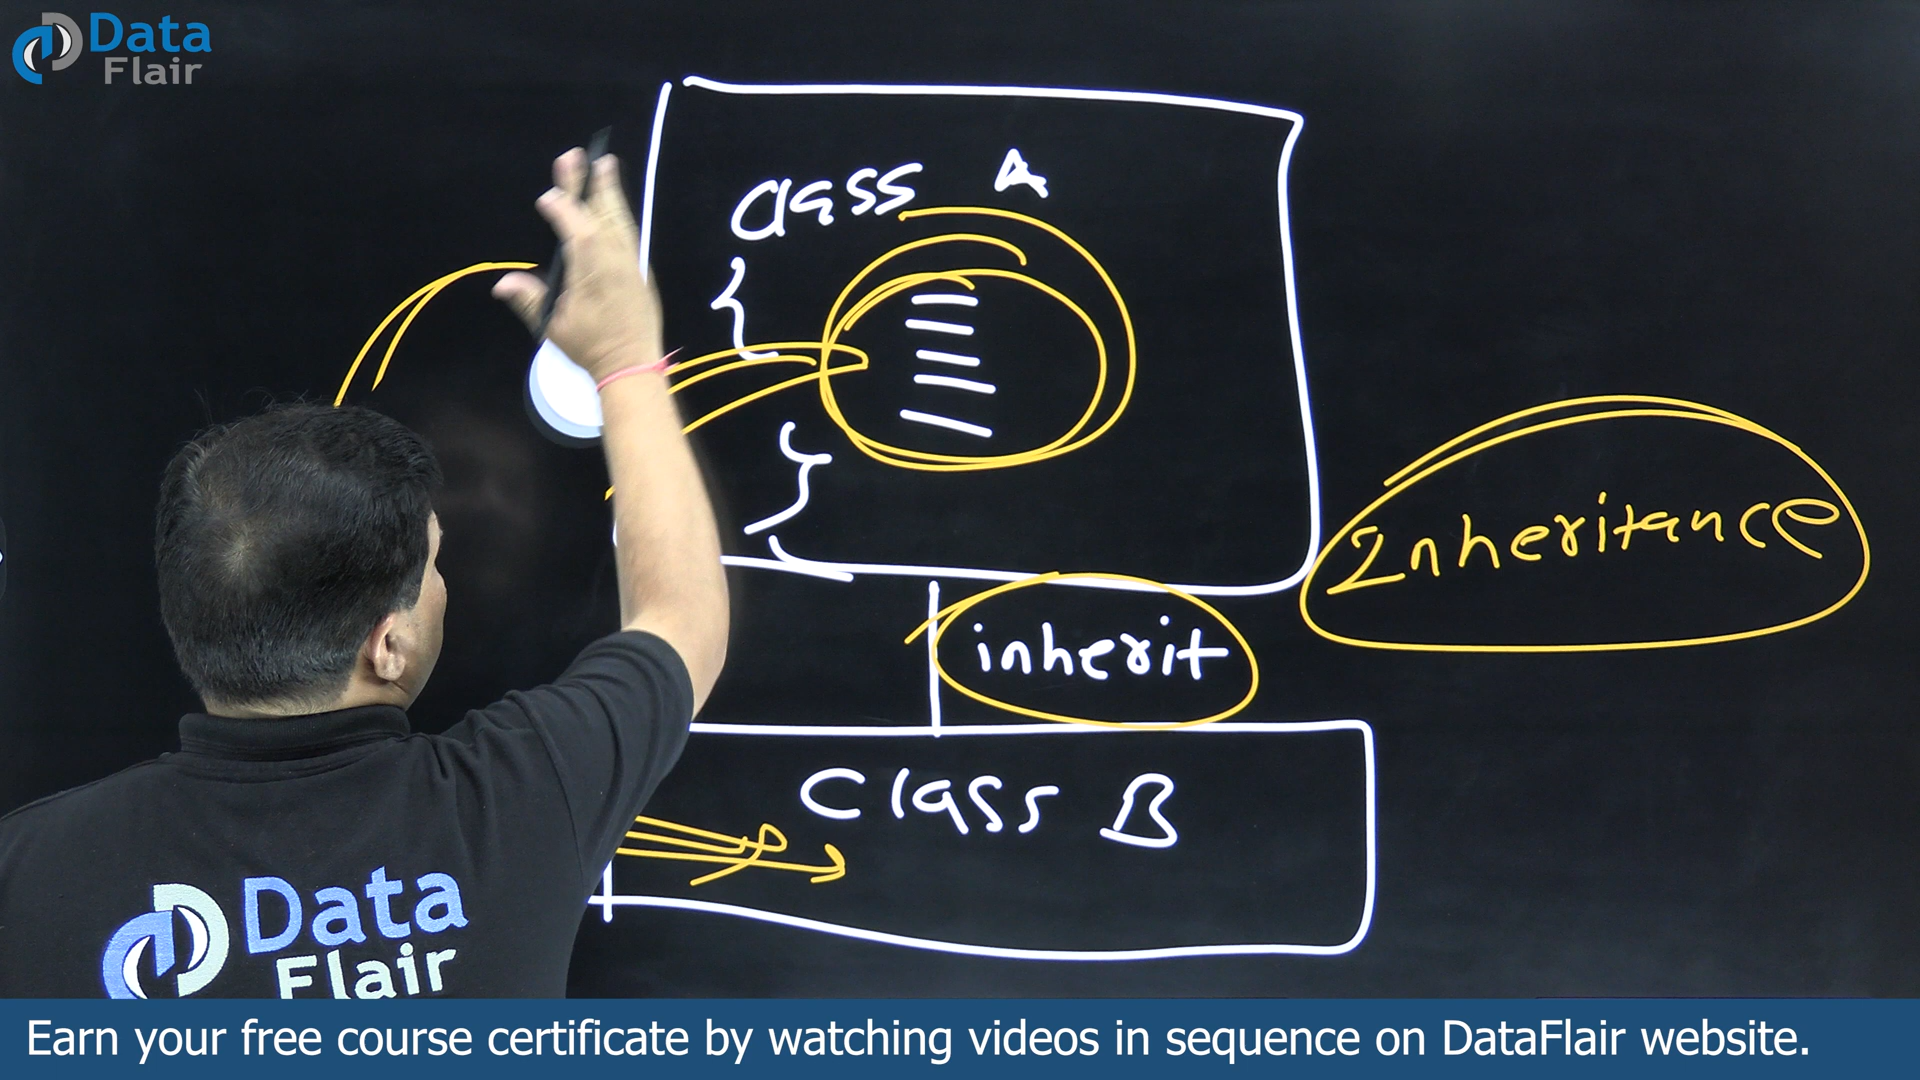 Data
Flair
Class A
{
}
Inheritance
inherit
Class B
Data
Flair
Earn your free course certificate by watching videos in sequence on DataFlair website.